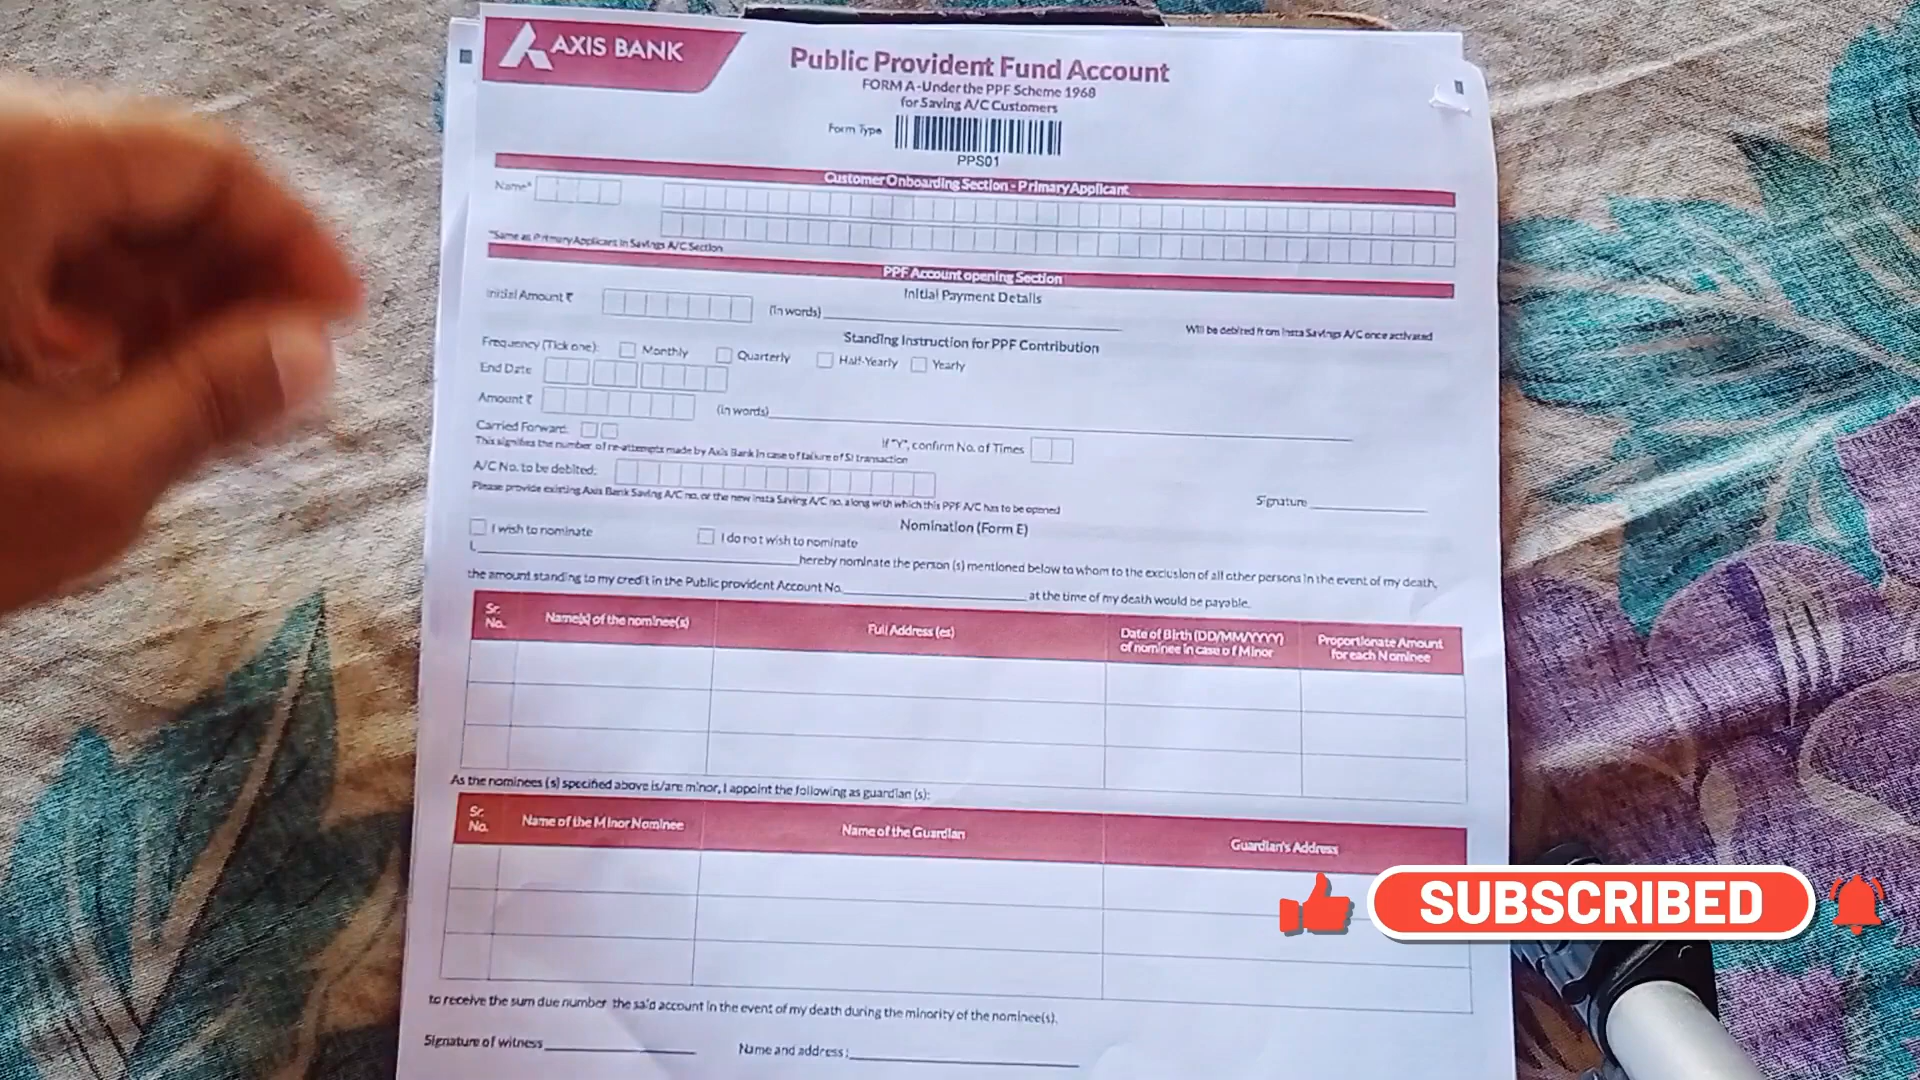 AXIS BANK
Public Provident Fund Account
FORM A - Under the PPF Scheme 1968
for Saving A/C Customers
Form Type
PPS01
Customer Onboarding Section - Primary Applicant
Name*
*Same as Primary Applicant in Savings A/C Section
PPF Account opening Section
Initial Payment Details
Initial Amount ₹ (In words)
Will be debited from Insta Savings A/C once activated
Standing Instruction for PPF Contribution
Frequency (Tick one): Monthly Quarterly Half-Yearly Yearly
End Date
Amount ₹ (in words)
Carried Forward: If "Y", confirm No. of Times
This signifies the number of re-attempts made by Axis Bank in case of failure of SI transaction
A/C No. to be debited:
Please provide existing Axis Bank Saving A/C no. or the new Insta Saving A/C no. along with which this PPF A/C has to be opened
Signature
Nomination (Form E)
I wish to nominate I do not wish to nominate
I, hereby nominate the person (s) mentioned below to whom to the exclusion of all other persons in the event of my death,
the amount standing to my credit in the Public provident Account No. at the time of my death would be payable.
Sr. No. Name(s) of the nominee(s) Full Address (es) Date of Birth (DD/MM/YYYY) of nominee in case of Minor Proportionate Amount for each Nominee
As the nominees (s) specified above is/are minor, I appoint the following as guardian (s):
Sr. No. Name of the Minor Nominee Name of the Guardian Guardian's Address
SUBSCRIBED
to receive the sum due number the said account in the event of my death during the minority of the nominee(s).
Signature of witness Name and address: